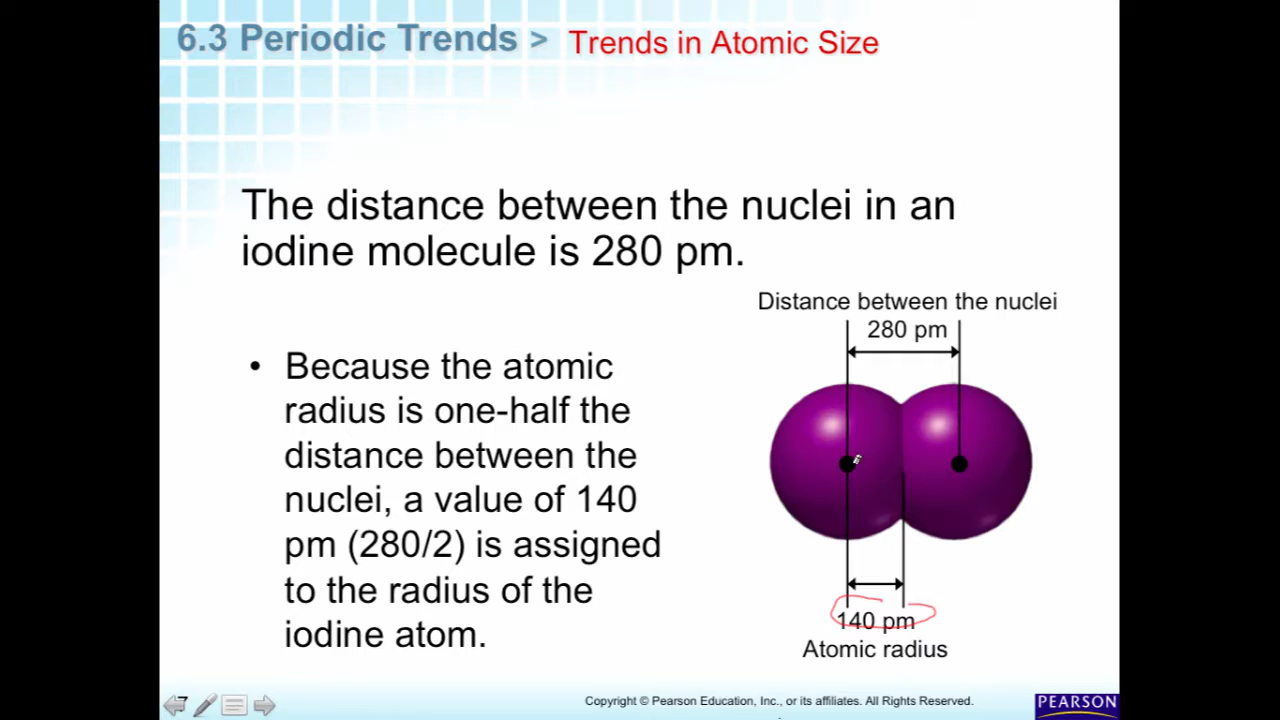 6.3 Periodic Trends > Trends in Atomic Size
The distance between the nuclei in an
iodine molecule is 280 pm.
• Because the atomic
radius is one-half the
distance between the
nuclei, a value of 140
pm (280/2) is assigned
to the radius of the
iodine atom.
Distance between the nuclei
280 pm
140 pm
Atomic radius
7
Copyright © Pearson Education, Inc., or its affiliates. All Rights Reserved.
PEARSON